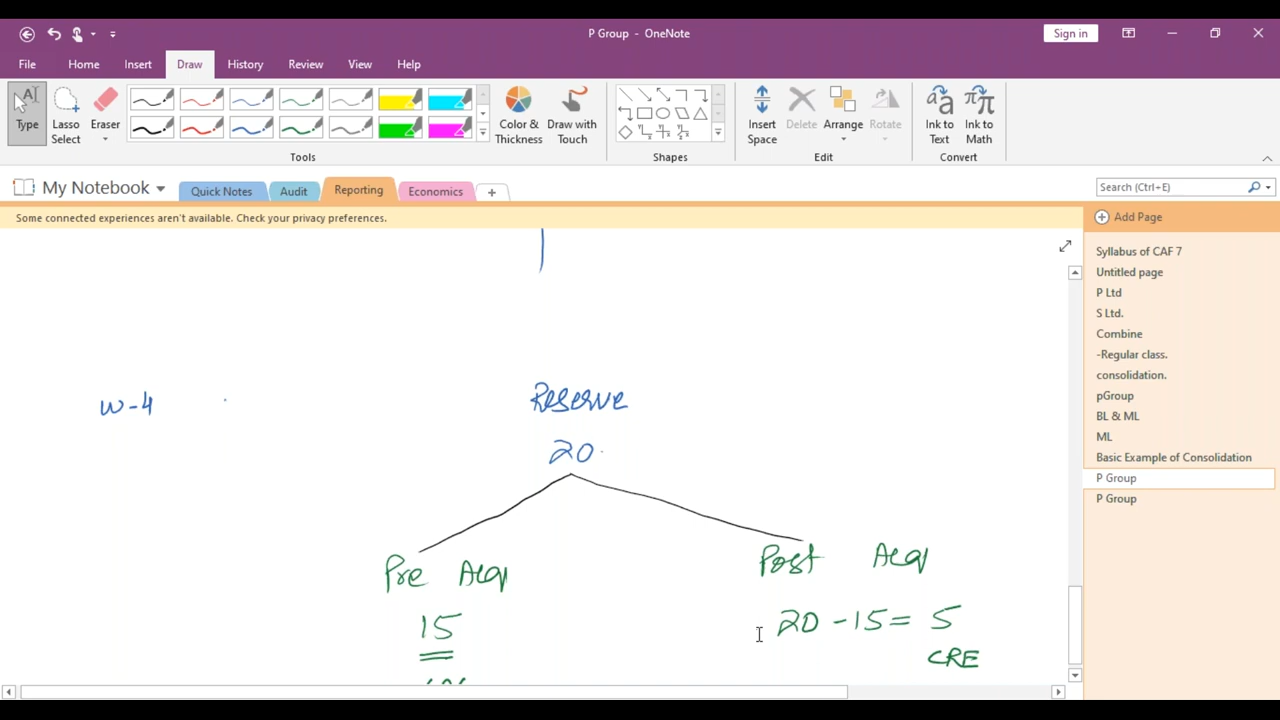 P Group - OneNote
Sign in
File Home Insert Draw History Review View Help
Type
Lasso Select
Eraser
Color & Thickness
Draw with Touch
Insert Space
Delete
Arrange
Rotate
Ink to Text
Ink to Math
Tools
Shapes
Edit
Convert
My Notebook
Quick Notes
Audit
Reporting
Economics
Search (Ctrl+E)
Some connected experiences aren't available. Check your privacy preferences.
Add Page
Syllabus of CAF 7
Untitled page
P Ltd
S Ltd.
Combine
-Regular class.
consolidation.
pGroup
BL & ML
ML
Basic Example of Consolidation
P Group
P Group
W-4
Reserve
20
Pre Acq
Post Acq
15
20 - 15 = 5
CRE